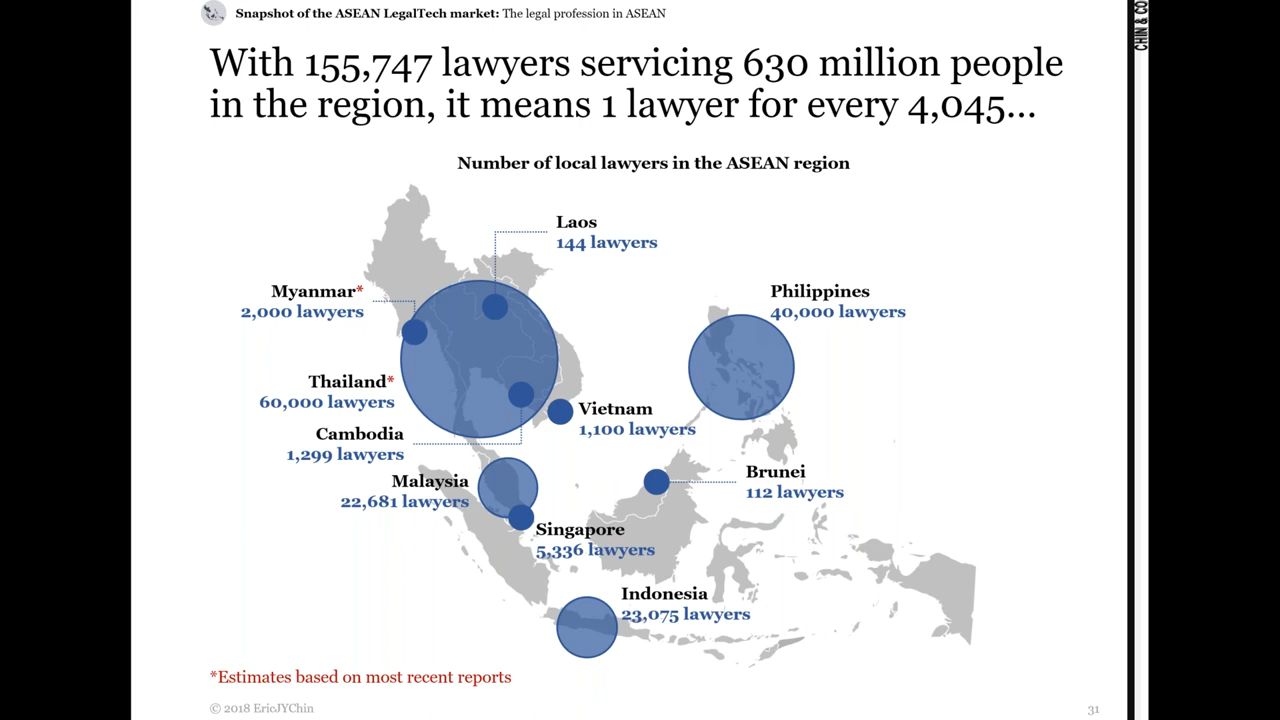 Snapshot of the ASEAN LegalTech market: The legal profession in ASEAN
CHIN & CO
With 155,747 lawyers servicing 630 million people
in the region, it means 1 lawyer for every 4,045...
Number of local lawyers in the ASEAN region
Laos
144 lawyers
Myanmar*
2,000 lawyers
Philippines
40,000 lawyers
Thailand*
60,000 lawyers
Vietnam
1,100 lawyers
Cambodia
1,299 lawyers
Malaysia
22,681 lawyers
Brunei
112 lawyers
Singapore
5,336 lawyers
Indonesia
23,075 lawyers
*Estimates based on most recent reports
© 2018 EricJYChin
31